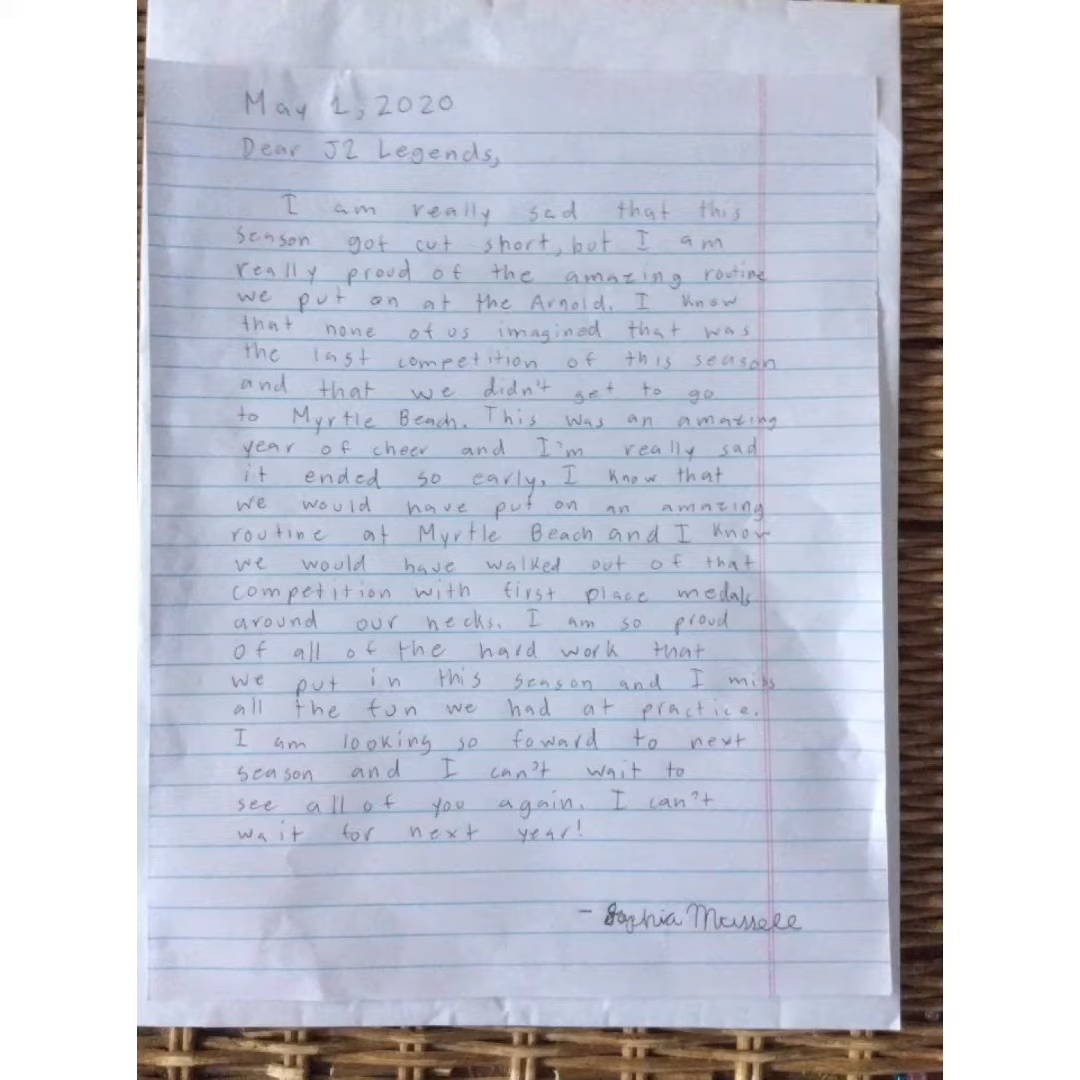 May 1, 2020
Dear J2 Legends,
I am really sad that this
season got cut short, but I am
really proud of the amazing routine
we put on at the Arnold. I know
that none of us imagined that was
the last competition of this season
and that we didn't get to go
to Myrtle Beach. This was an amazing
year of cheer and I'm really sad
it ended so early. I know that
we would have put on an amazing
routine at Myrtle Beach and I know
we would have walked out of that
competition with first place medals
around our necks. I am so proud
of all of the hard work that
we put in this season and I miss
all the fun we had at practice.
I am looking so foward to next
season and I can't wait to
see all of you again. I can't
wait for next year!
- Sophia